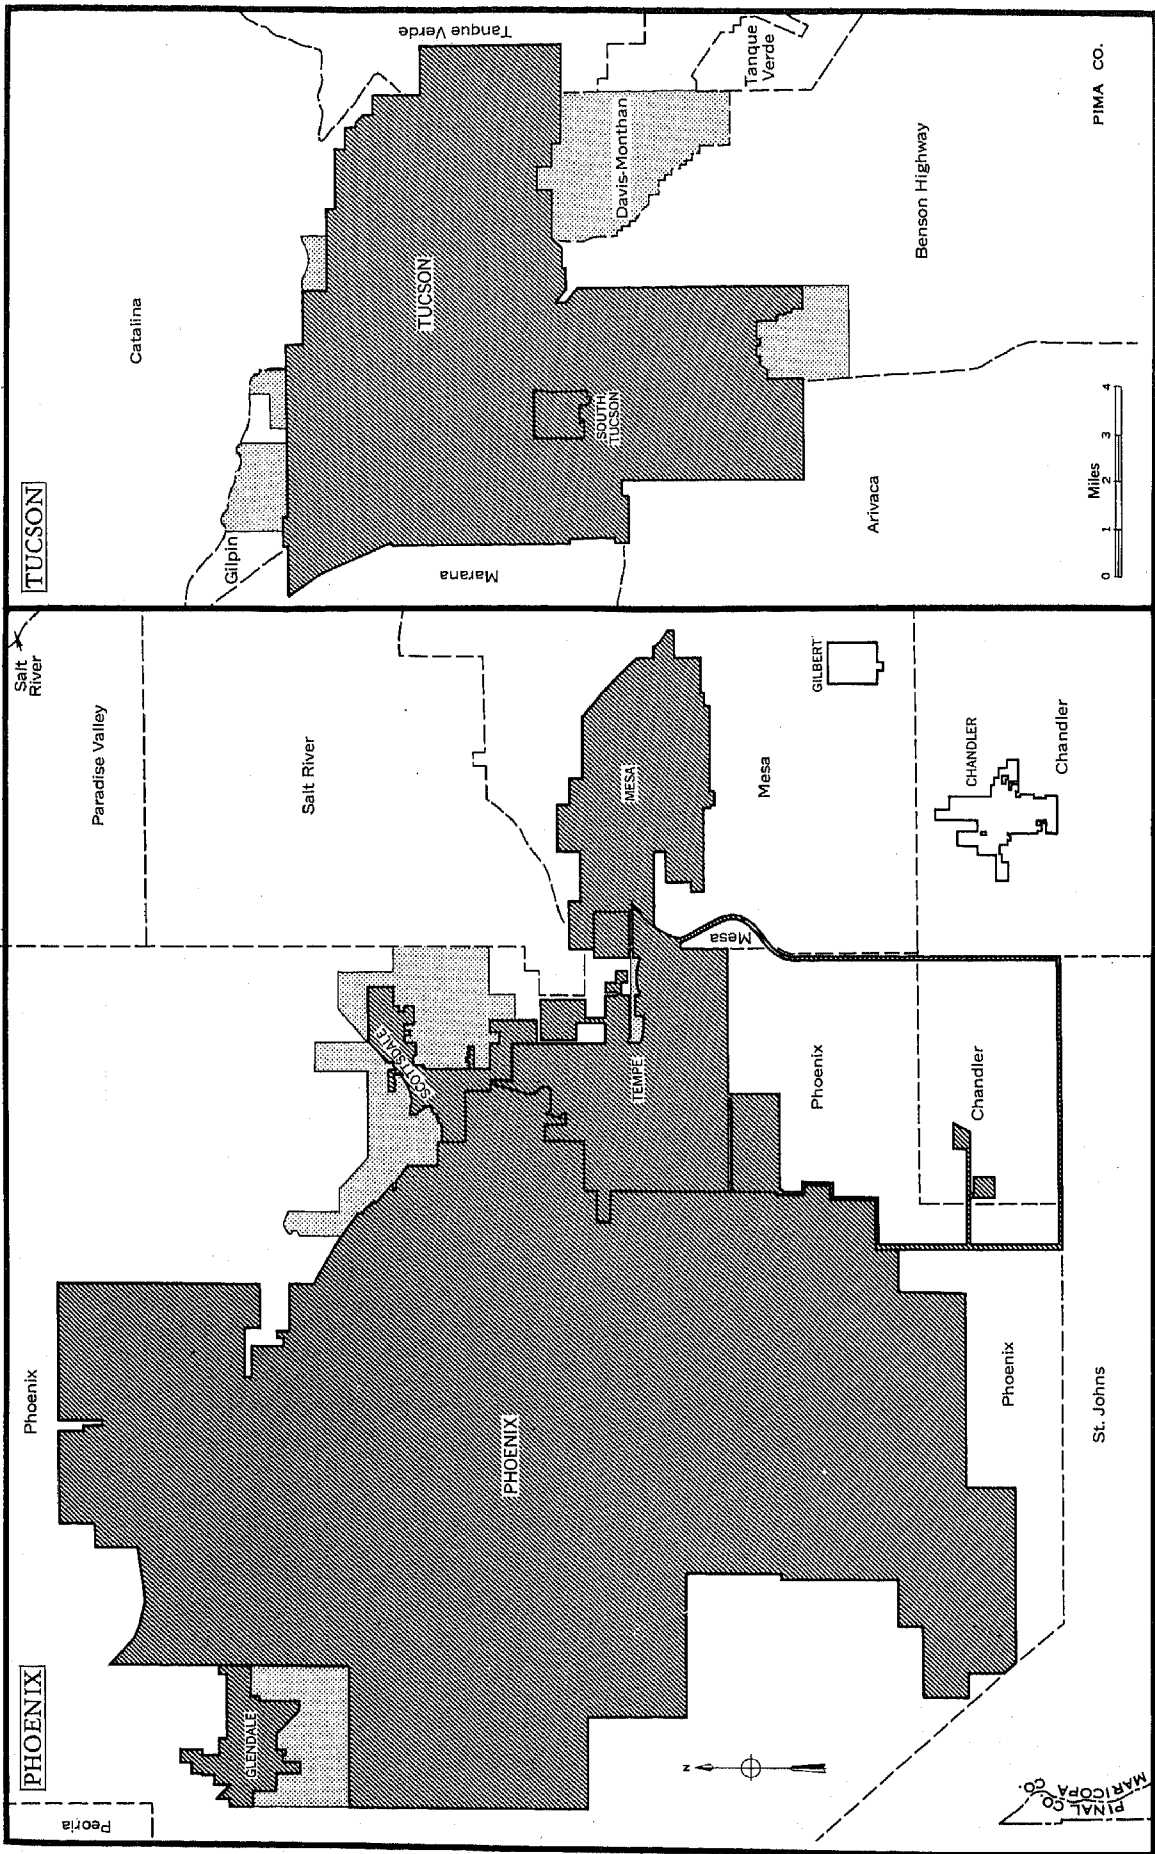 PHOENIX
Peoria
Phoenix
GLENDALE
PHOENIX
SCOTTSDALE
TEMPE
Paradise Valley
Salt
River
Salt River
MESA
Mesa
Mesa
GILBERT
Phoenix
Chandler
CHANDLER
Chandler
Phoenix
St. Johns
N
PINAL CO.
MARICOPA CO.
TUCSON
Gilpin
Catalina
Tanque Verde
TUCSON
Marana
SOUTH
TUCSON
Davis-Monthan
Tanque
Verde
Arivaca
Benson Highway
PIMA CO.
Miles
0 1 2 3 4